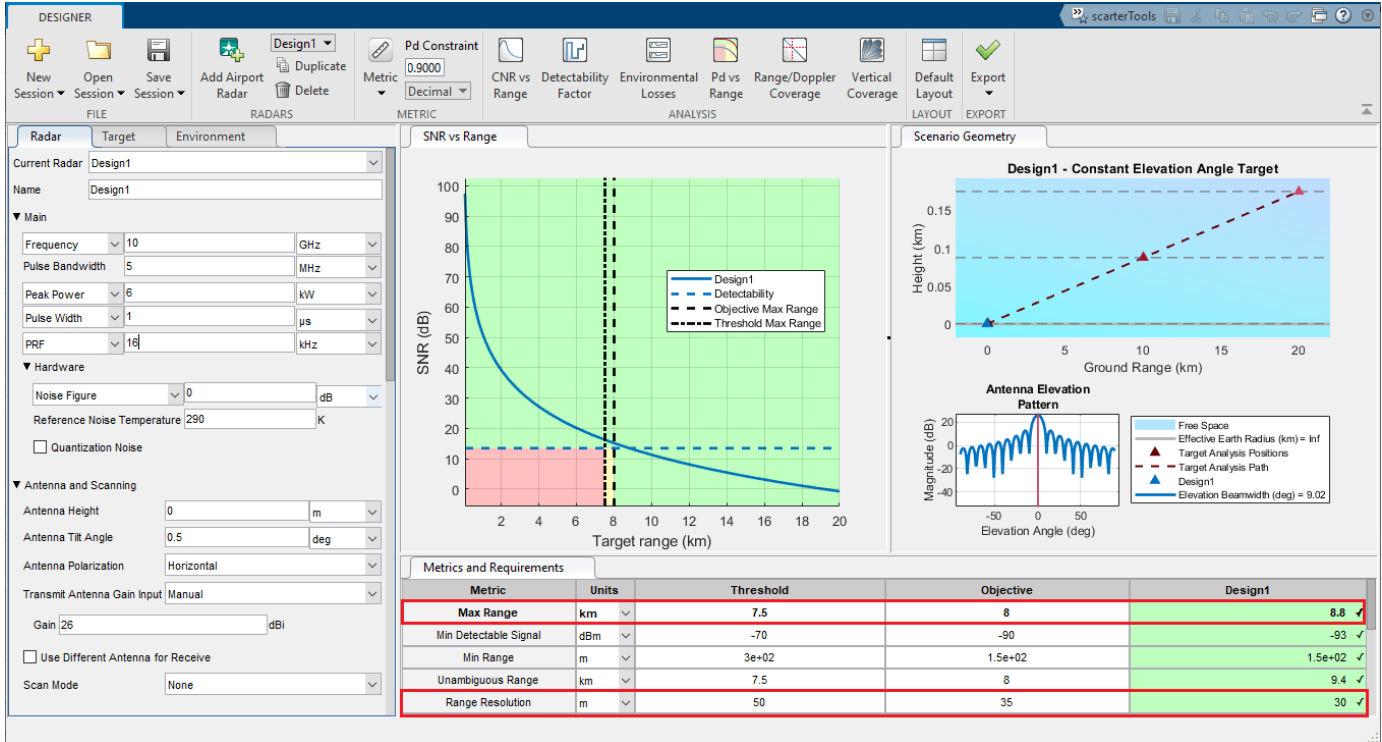 DESIGNER
scarterTools
New Session
Open Session
Save Session
FILE
Add Airport Radar
Design1
Duplicate
Delete
RADARS
Metric
Pd Constraint
0.9000
Decimal
METRIC
CNR vs Range
Detectability Factor
Environmental Losses
Pd vs Range
Range/Doppler Coverage
Vertical Coverage
ANALYSIS
Default Layout
LAYOUT
Export
EXPORT
Radar Target Environment
Current Radar Design1
Name Design1
Main
Frequency 10 GHz
Pulse Bandwidth 5 MHz
Peak Power 6 kW
Pulse Width 1 µs
PRF 16 kHz
Hardware
Noise Figure 0 dB
Reference Noise Temperature 290 K
Quantization Noise
Antenna and Scanning
Antenna Height 0 m
Antenna Tilt Angle 0.5 deg
Antenna Polarization Horizontal
Transmit Antenna Gain Input Manual
Gain 26 dBi
Use Different Antenna for Receive
Scan Mode None
SNR vs Range
100
90
80
70
60
50
40
30
20
10
0
SNR (dB)
2 4 6 8 10 12 14 16 18 20
Target range (km)
Design1
Detectability
Objective Max Range
Threshold Max Range
Scenario Geometry
Design1 - Constant Elevation Angle Target
0.15
0.1
0.05
0
Height (km)
0 5 10 15 20
Ground Range (km)
Antenna Elevation
Pattern
20
0
-20
-40
Magnitude (dB)
-50 0 50
Elevation Angle (deg)
Free Space
Effective Earth Radius (km) = Inf
Target Analysis Positions
Target Analysis Path
Design1
Elevation Beamwidth (deg) = 9.02
Metrics and Requirements
Metric Units Threshold Objective Design1
Max Range km 7.5 8 8.8 ✓
Min Detectable Signal dBm -70 -90 -93 ✓
Min Range m 3e+02 1.5e+02 1.5e+02 ✓
Unambiguous Range km 7.5 8 9.4 ✓
Range Resolution m 50 35 30 ✓